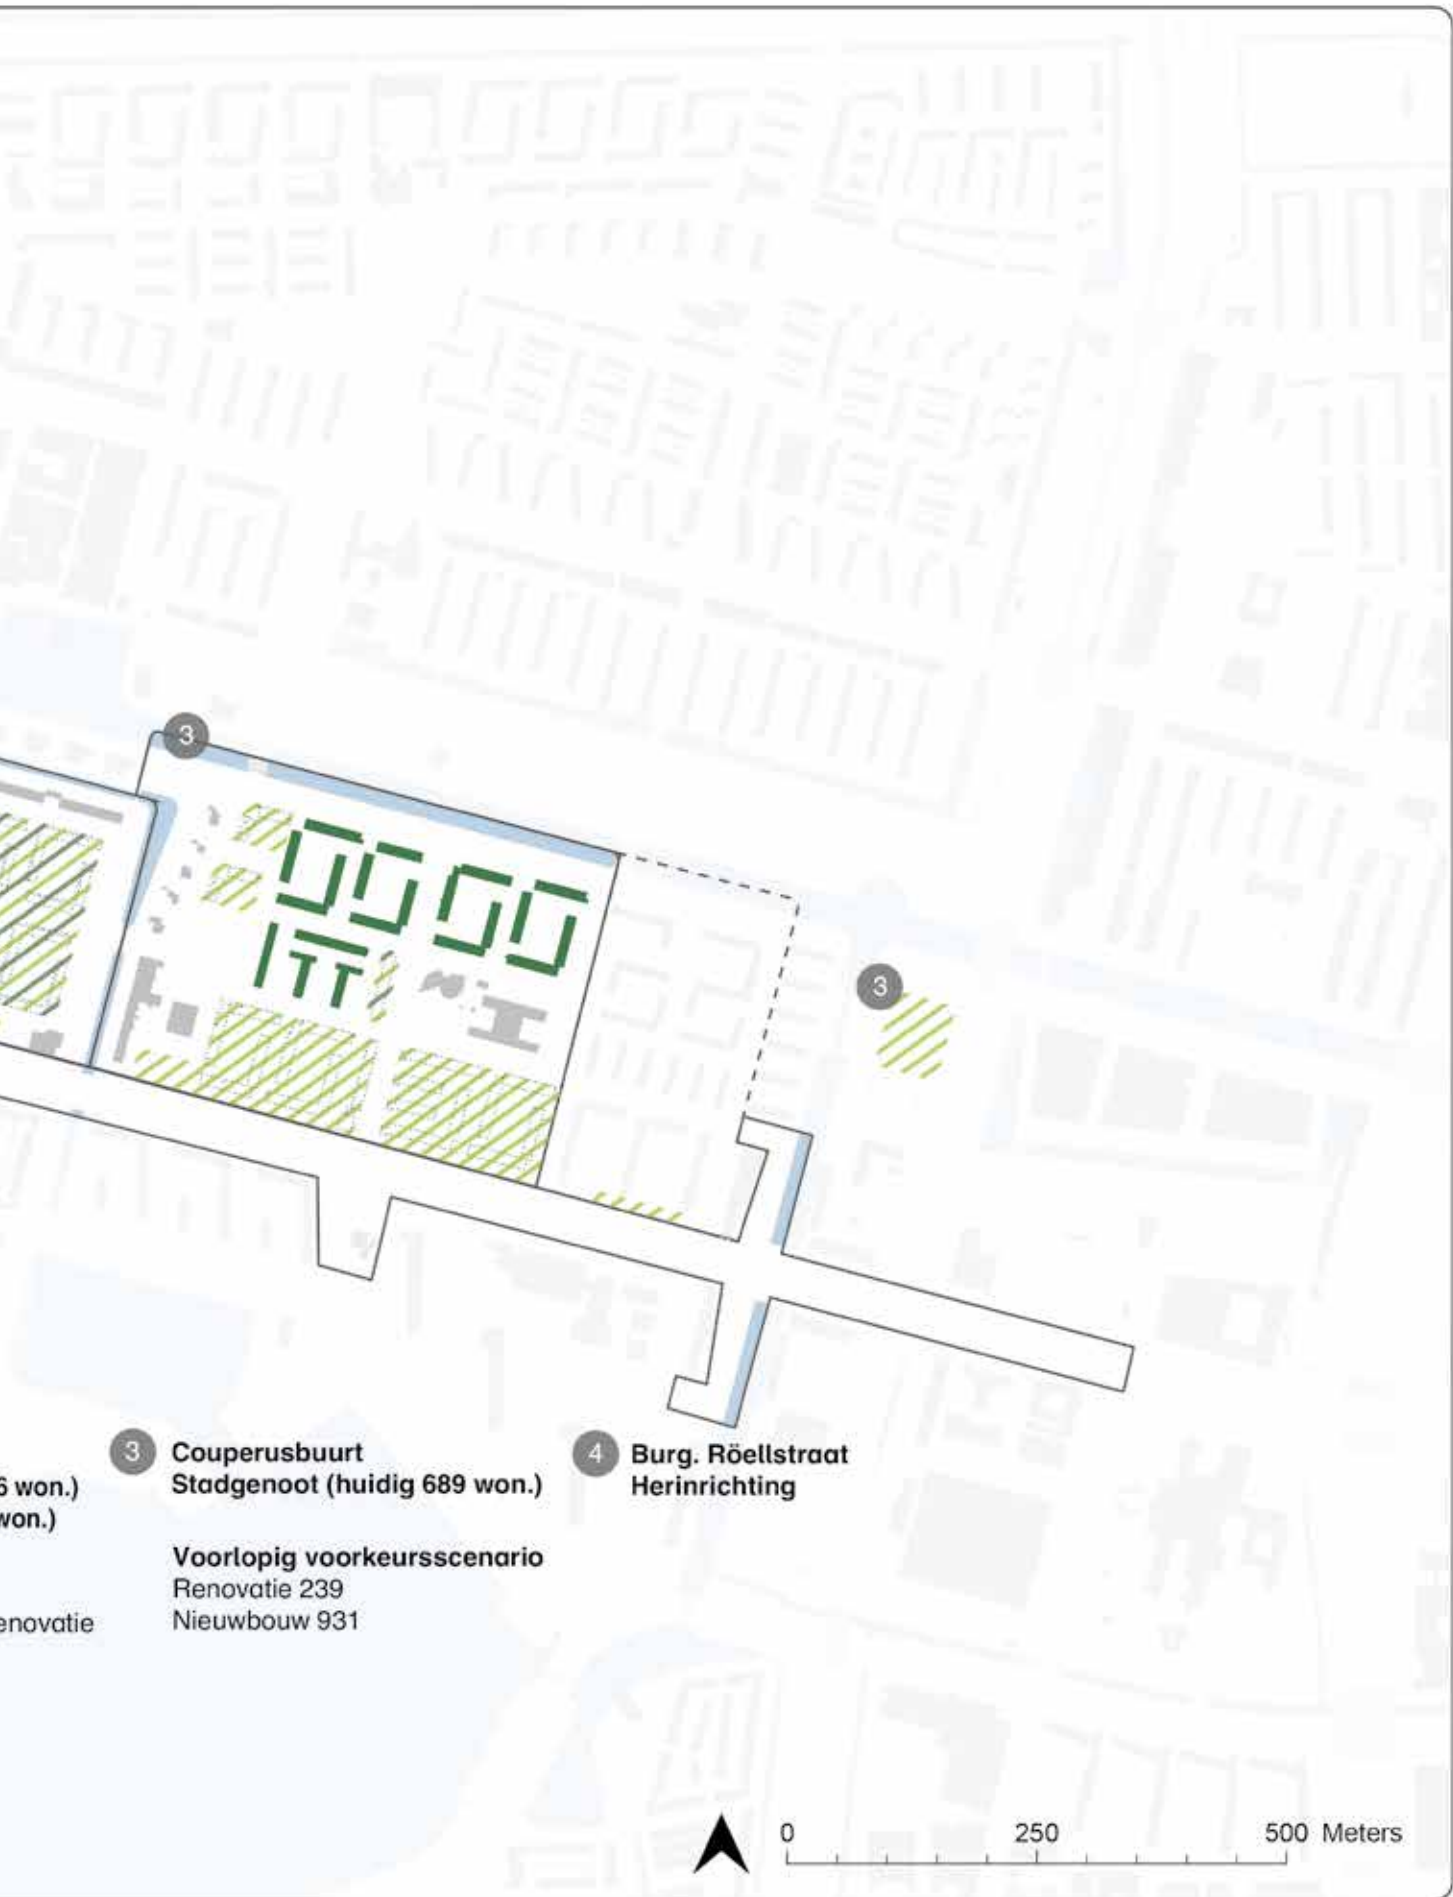 3
3
6 won.)
won.)
enovatie
3
Couperusbuurt
Stadgenoot (huidig 689 won.)
Voorlopig voorkeursscenario
Renovatie 239
Nieuwbouw 931
4
Burg. Röellstraat
Herinrichting
0 250 500 Meters